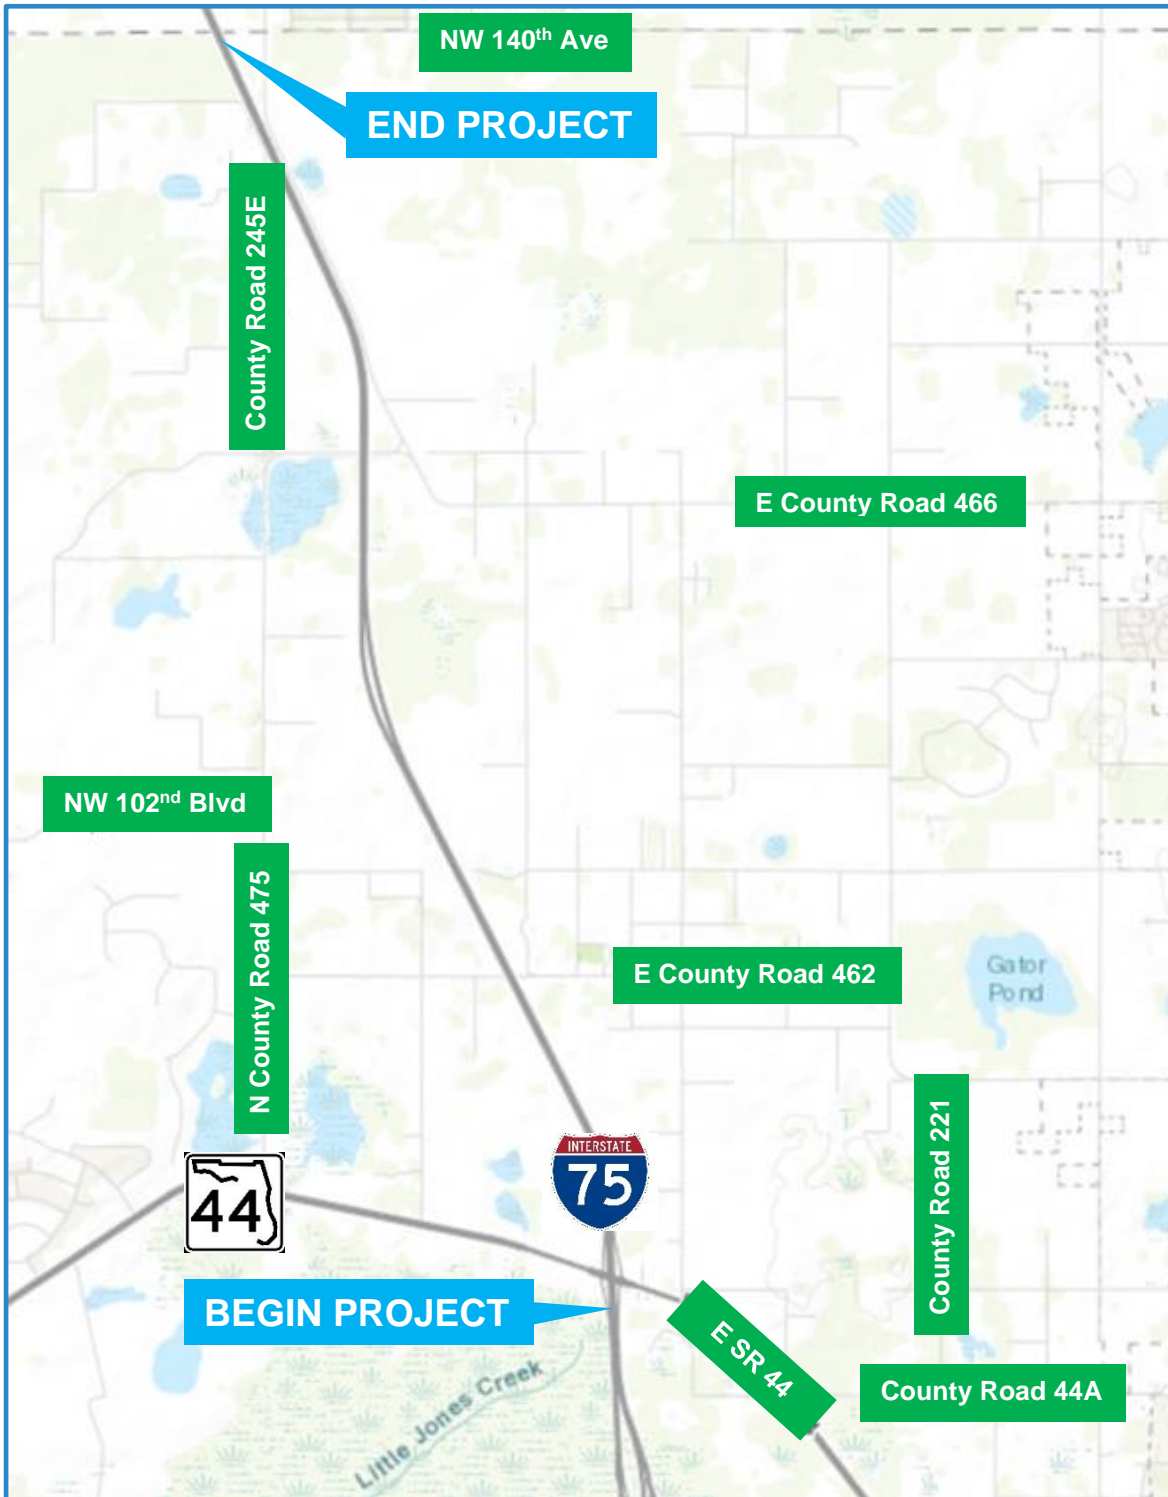 NW 140th Ave
END PROJECT
County Road 245E
E County Road 466
NW 102nd Blvd
N County Road 475
E County Road 462
Gator
Pond
INTERSTATE
75
44
County Road 221
BEGIN PROJECT
E SR 44
County Road 44A
Little Jones Creek